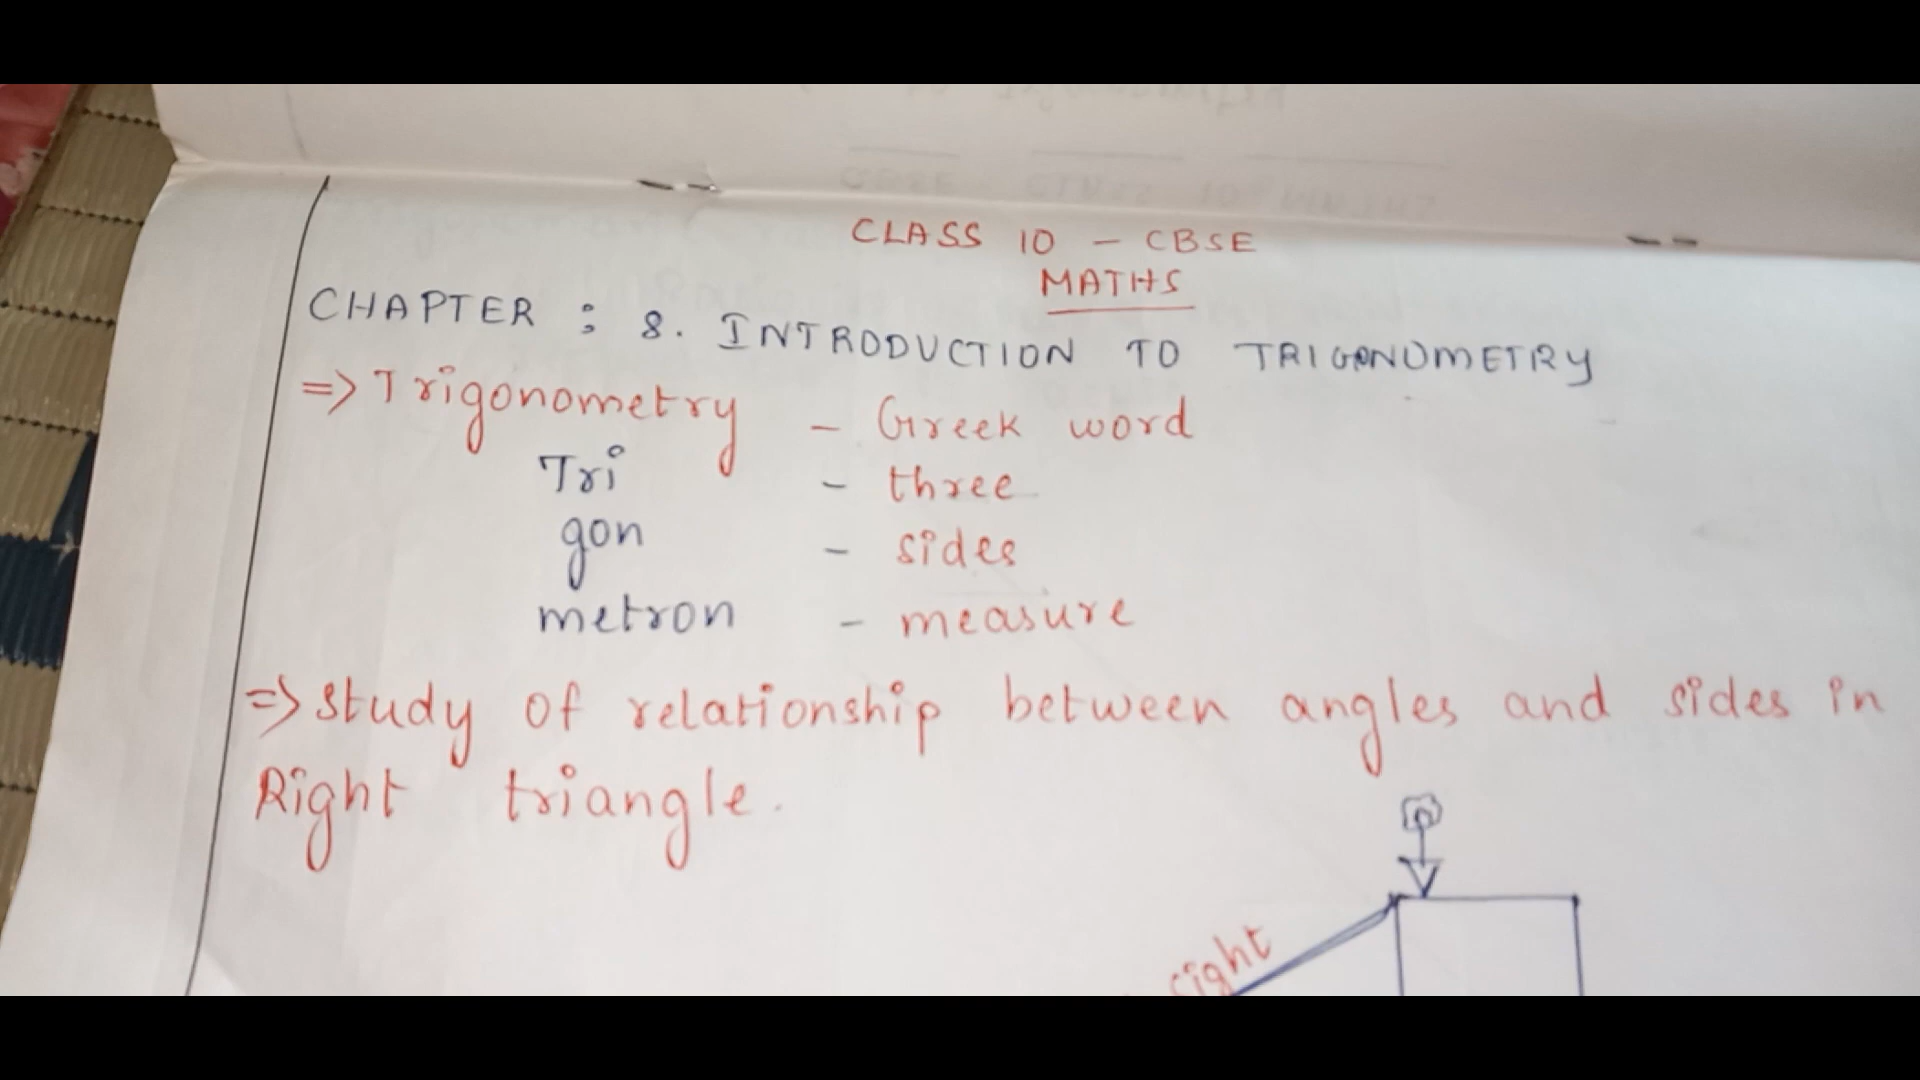 CLASS 10 - CBSE
MATHS
CHAPTER : 8. INTRODUCTION TO TRIGONOMETRY
=> Trigonometry - Greek word
Tri - three
gon - sides
metron - measure
=> study of relationship between angles and sides in
Right triangle.
right